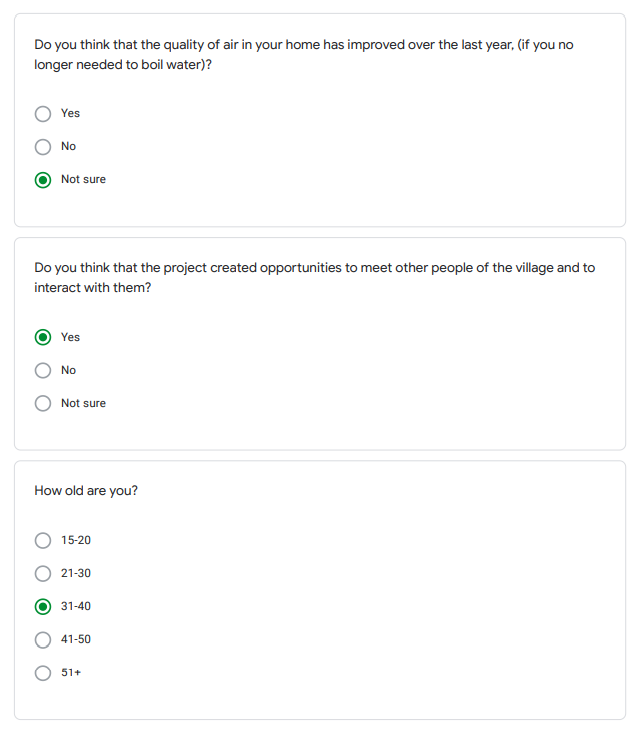 Do you think that the quality of air in your home has improved over the last year, (if you no
longer needed to boil water)?
Yes
No
Not sure
Do you think that the project created opportunities to meet other people of the village and to
interact with them?
Yes
No
Not sure
How old are you?
15-20
21-30
31-40
41-50
51+